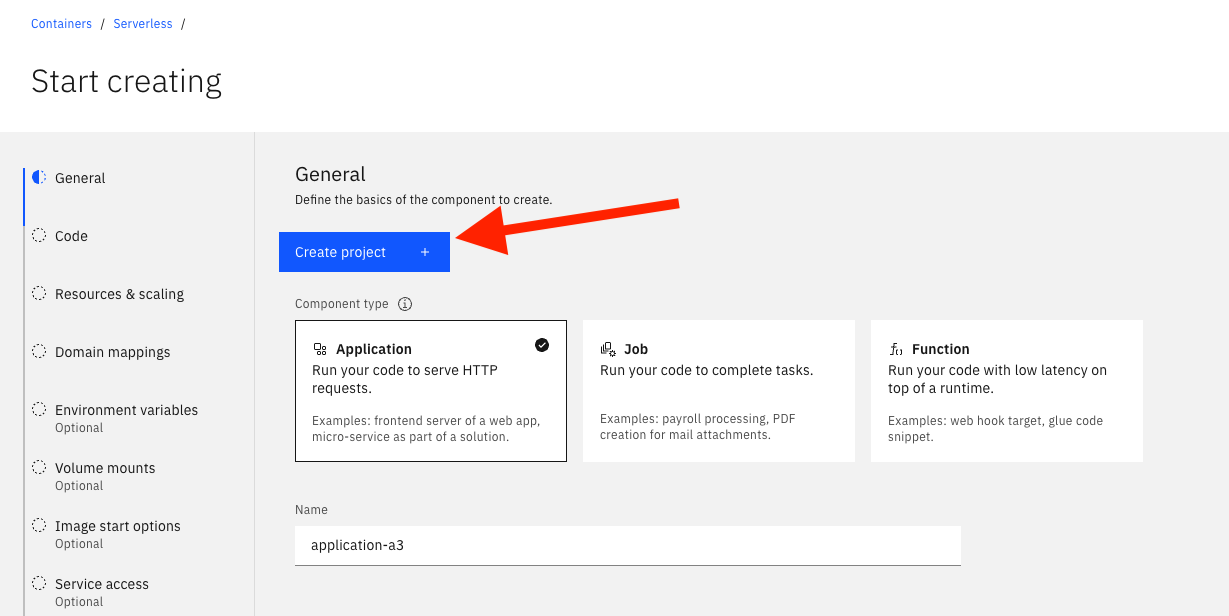 Containers / Serverless /
Start creating
General
Code
Resources & scaling
Domain mappings
Environment variables
Optional
Volume mounts
Optional
Image start options
Optional
Service access
Optional
General
Define the basics of the component to create.
Create project +
Component type
Application
Run your code to serve HTTP
requests.
Examples: frontend server of a web app,
micro-service as part of a solution.
Job
Run your code to complete tasks.
Examples: payroll processing, PDF
creation for mail attachments.
Function
Run your code with low latency on
top of a runtime.
Examples: web hook target, glue code
snippet.
Name
application-a3